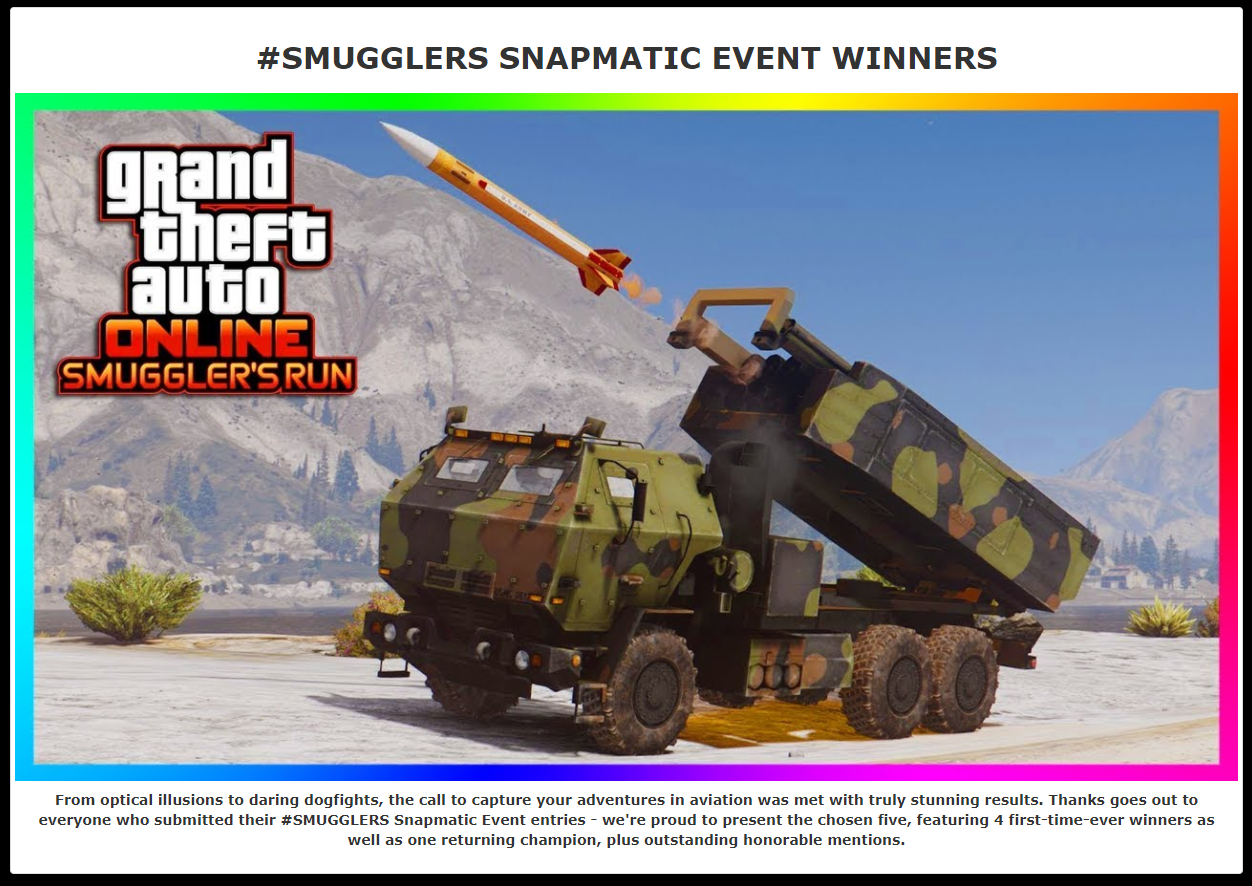 #SMUGGLERS SNAPMATIC EVENT WINNERS
grand
theft
auto
ONLINE
SMUGGLER'S RUN
From optical illusions to daring dogfights, the call to capture your adventures in aviation was met with truly stunning results. Thanks goes out to
everyone who submitted their #SMUGGLERS Snapmatic Event entries - we're proud to present the chosen five, featuring 4 first-time-ever winners as
well as one returning champion, plus outstanding honorable mentions.